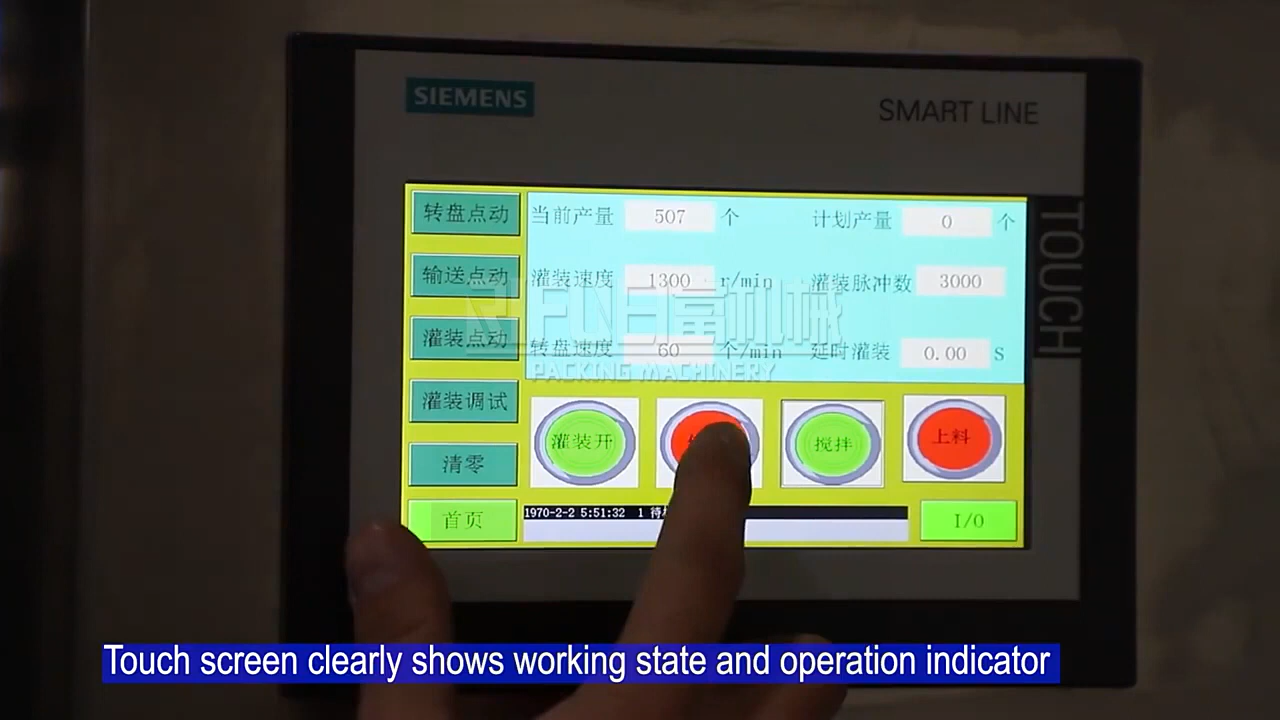 SIEMENS
SMART LINE
TOUCH
转盘点动
当前产量 507 个
计划产量 0 个
输送点动
灌装速度 1300 r/min
灌装脉冲数 3000
灌装点动
转盘速度 60 个/min
延时灌装 0.00 S
灌装调试
清零
灌装开
搅拌
上料
首页
1970-2-2 5:51:32 1 待
I/O
富机械
PACKING MACHINERY
Touch screen clearly shows working state and operation indicator